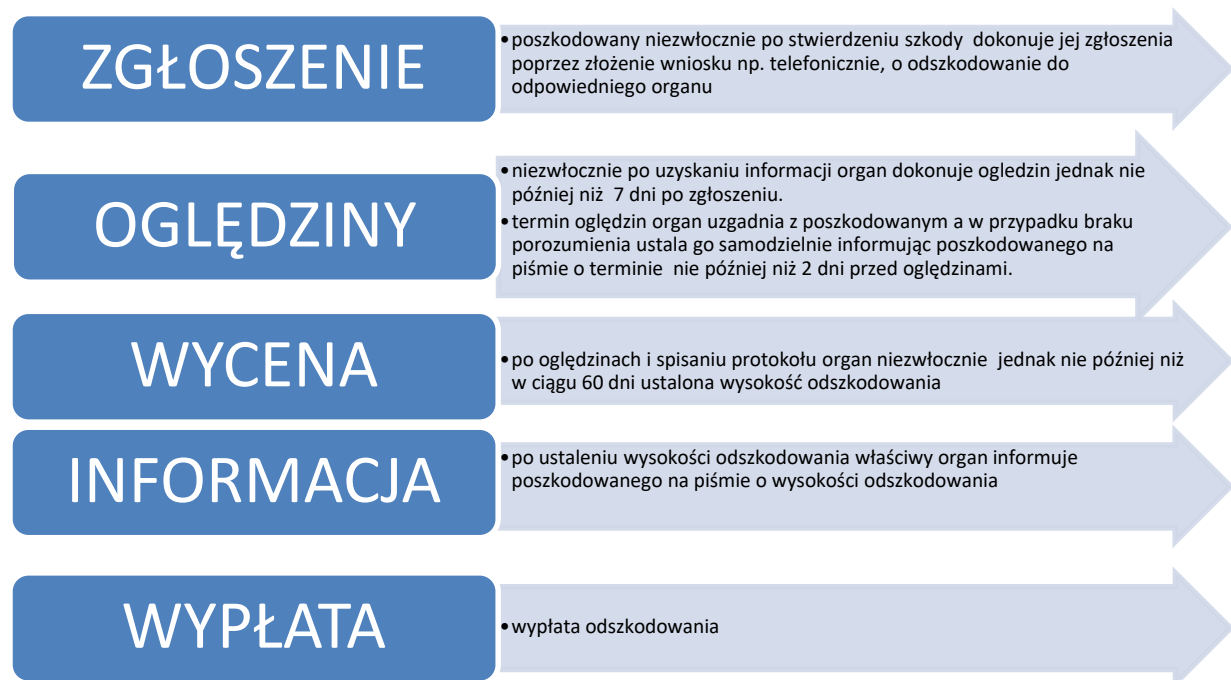 ZGŁOSZENIE
•poszkodowany niezwłocznie po stwierdzeniu szkody  dokonuje jej zgłoszenia
poprzez złożenie wniosku np. telefonicznie, o odszkodowanie do
odpowiedniego organu
OGLĘDZINY
•niezwłocznie po uzyskaniu informacji organ dokonuje ogledzin jednak nie
później niż  7 dni po zgłoszeniu.
•termin oględzin organ uzgadnia z poszkodowanym a w przypadku braku
porozumienia ustala go samodzielnie informując poszkodowanego na
piśmie o terminie  nie później niż 2 dni przed oględzinami.
WYCENA
•po oględzinach i spisaniu protokołu organ niezwłocznie  jednak nie później niż
w ciągu 60 dni ustalona wysokość odszkodowania
INFORMACJA
•po ustaleniu wysokości odszkodowania właściwy organ informuje
poszkodowanego na piśmie o wysokości odszkodowania
WYPŁATA
•wypłata odszkodowania